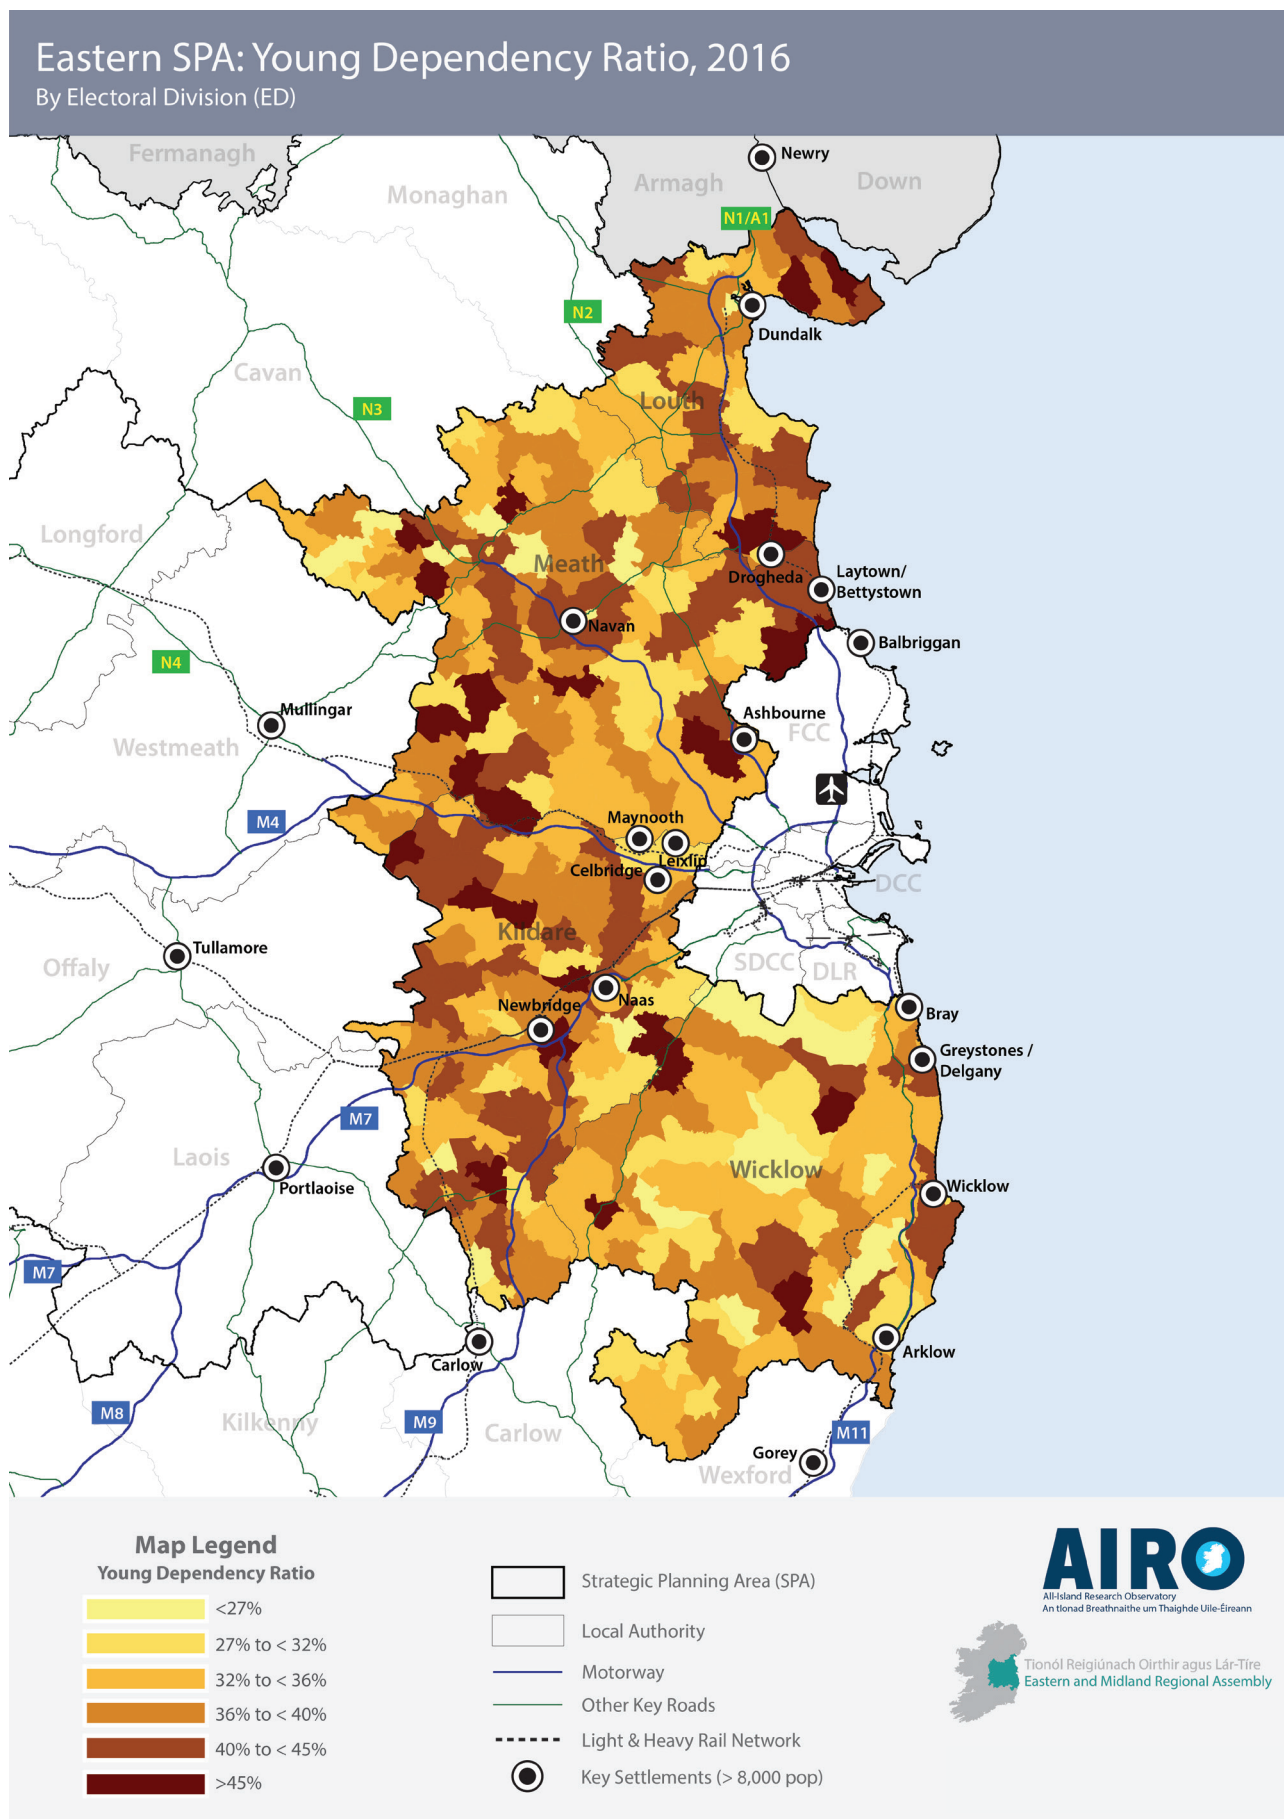 Eastern SPA: Young Dependency Ratio, 2016
By Electoral Division (ED)
Fermanagh
Newry
Monaghan
Armagh
Down
N1/A1
N2
Dundalk
Cavan
N3
Louth
Longford
Meath
Drogheda
Laytown/
Bettystown
Navan
Balbriggan
N4
Mullingar
Ashbourne
FCC
Westmeath
M4
Maynooth
Leixlip
Celbridge
DCC
Kildare
Tullamore
Offaly
SDCC
DLR
Naas
Newbridge
Bray
Greystones /
Delgany
M7
Laois
Wicklow
Portlaoise
Wicklow
M7
Carlow
Arklow
M8
Kilkenny
M9
Carlow
M11
Gorey
Wexford
Map Legend
Young Dependency Ratio
<27%
27% to < 32%
32% to < 36%
36% to < 40%
40% to < 45%
>45%
Strategic Planning Area (SPA)
Local Authority
Motorway
Other Key Roads
Light & Heavy Rail Network
Key Settlements (> 8,000 pop)
AIRO
All-Island Research Observatory
An tIonad Breathnaithe um Thaighde Uile-Éireann
Tionól Reigiúnach Oirthir agus Lár-Tíre
Eastern and Midland Regional Assembly